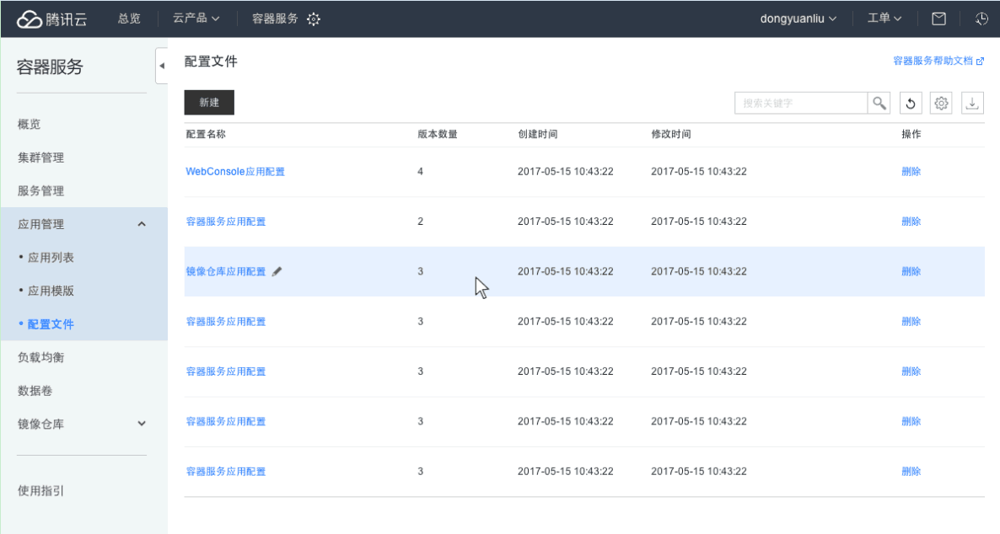 腾讯云 总览 云产品 容器服务 dongyuanliu 工单
容器服务
概览
集群管理
服务管理
应用管理
• 应用列表
• 应用模版
• 配置文件
负载均衡
数据卷
镜像仓库
使用指引
配置文件 容器服务帮助文档
新建 搜索关键字
配置名称 版本数量 创建时间 修改时间 操作
WebConsole应用配置 4 2017-05-15 10:43:22 2017-05-15 10:43:22 删除
容器服务应用配置 2 2017-05-15 10:43:22 2017-05-15 10:43:22 删除
镜像仓库应用配置 3 2017-05-15 10:43:22 2017-05-15 10:43:22 删除
容器服务应用配置 3 2017-05-15 10:43:22 2017-05-15 10:43:22 删除
容器服务应用配置 3 2017-05-15 10:43:22 2017-05-15 10:43:22 删除
容器服务应用配置 3 2017-05-15 10:43:22 2017-05-15 10:43:22 删除
容器服务应用配置 3 2017-05-15 10:43:22 2017-05-15 10:43:22 删除